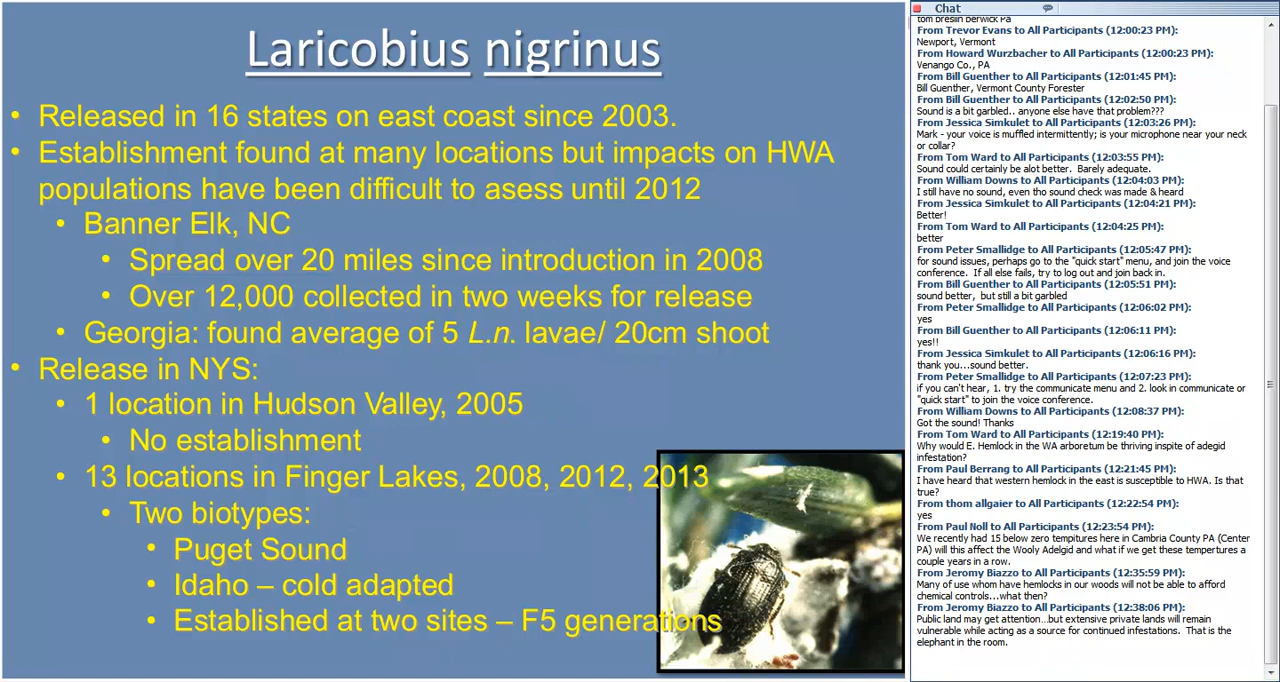 Laricobius nigrinus
• Released in 16 states on east coast since 2003.
• Establishment found at many locations but impacts on HWA
populations have been difficult to asess until 2012
• Banner Elk, NC
• Spread over 20 miles since introduction in 2008
• Over 12,000 collected in two weeks for release
• Georgia: found average of 5 L.n. lavae/ 20cm shoot
• Release in NYS:
• 1 location in Hudson Valley, 2005
• No establishment
• 13 locations in Finger Lakes, 2008, 2012, 2013
• Two biotypes:
• Puget Sound
• Idaho – cold adapted
• Established at two sites – F5 generations
Chat
tom breslin berwick PA
From Trevor Evans to All Participants (12:00:23 PM):
Newport, Vermont
From Howard Wurzbacher to All Participants (12:00:23 PM):
Venango Co., PA
From Bill Guenther to All Participants (12:01:45 PM):
Bill Guenther, Vermont County Forester
From Bill Guenther to All Participants (12:02:50 PM):
Sound is a bit garbled.. anyone else have that problem???
From Jessica Simkulet to All Participants (12:03:26 PM):
Mark - your voice is muffled intermittently; is your microphone near your neck
or collar?
From Tom Ward to All Participants (12:03:55 PM):
Sound could certainly be alot better. Barely adequate.
From William Downs to All Participants (12:04:03 PM):
I still have no sound, even tho sound check was made & heard
From Jessica Simkulet to All Participants (12:04:21 PM):
Better!
From Tom Ward to All Participants (12:04:25 PM):
better
From Peter Smallidge to All Participants (12:05:47 PM):
for sound issues, perhaps go to the "quick start" menu, and join the voice
conference. If all else fails, try to log out and join back in.
From Bill Guenther to All Participants (12:05:51 PM):
sound better, but still a bit garbled
From Peter Smallidge to All Participants (12:06:02 PM):
yes
From Bill Guenther to All Participants (12:06:11 PM):
yes!!
From Jessica Simkulet to All Participants (12:06:16 PM):
thank you...sound better.
From Peter Smallidge to All Participants (12:07:23 PM):
if you can't hear, 1. try the communicate menu and 2. look in communicate or
"quick start" to join the voice conference.
From William Downs to All Participants (12:08:37 PM):
Got the sound! Thanks
From Tom Ward to All Participants (12:19:40 PM):
Why would E. Hemlock in the WA arboretum be thriving inspite of adegid
infestation?
From Paul Berrang to All Participants (12:21:45 PM):
I have heard that western hemlock in the east is susceptible to HWA. Is that
true?
From thom allgaier to All Participants (12:22:54 PM):
yes
From Paul Noll to All Participants (12:23:54 PM):
We recently had 15 below zero tempitures here in Cambria County PA (Center
PA) will this affect the Wooly Adelgid and what if we get these tempertures a
couple years in a row.
From Jeromy Biazzo to All Participants (12:35:59 PM):
Many of use whom have hemlocks in our woods will not be able to afford
chemical controls...what then?
From Jeromy Biazzo to All Participants (12:38:06 PM):
Public land may get attention...but extensive private lands will remain
vulnerable while acting as a source for continued infestations. That is the
elephant in the room.